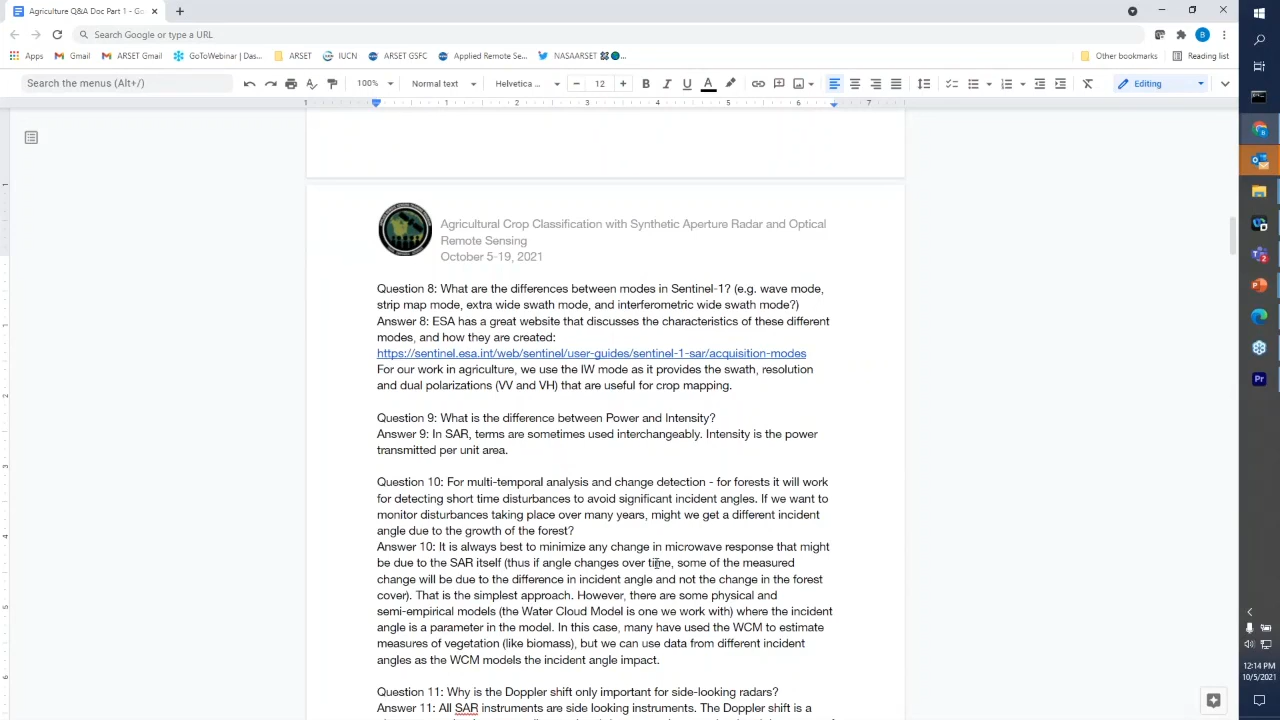 Agriculture Q&A Doc Part 1 - Go
Search Google or type a URL
Apps Gmail ARSET Gmail GoToWebinar | Das... ARSET IUCN ARSET GSFC Applied Remote Se... NASAARSET Other bookmarks Reading list
Search the menus (Alt+/) 100% Normal text Helvetica ... 12 B I U A Editing
1 2 3 4 5 6 7
Agricultural Crop Classification with Synthetic Aperture Radar and Optical
Remote Sensing
October 5-19, 2021
Question 8: What are the differences between modes in Sentinel-1? (e.g. wave mode,
strip map mode, extra wide swath mode, and interferometric wide swath mode?)
Answer 8: ESA has a great website that discusses the characteristics of these different
modes, and how they are created:
https://sentinel.esa.int/web/sentinel/user-guides/sentinel-1-sar/acquisition-modes
For our work in agriculture, we use the IW mode as it provides the swath, resolution
and dual polarizations (VV and VH) that are useful for crop mapping.
Question 9: What is the difference between Power and Intensity?
Answer 9: In SAR, terms are sometimes used interchangeably. Intensity is the power
transmitted per unit area.
Question 10: For multi-temporal analysis and change detection - for forests it will work
for detecting short time disturbances to avoid significant incident angles. If we want to
monitor disturbances taking place over many years, might we get a different incident
angle due to the growth of the forest?
Answer 10: It is always best to minimize any change in microwave response that might
be due to the SAR itself (thus if angle changes over time, some of the measured
change will be due to the difference in incident angle and not the change in the forest
cover). That is the simplest approach. However, there are some physical and
semi-empirical models (the Water Cloud Model is one we work with) where the incident
angle is a parameter in the model. In this case, many have used the WCM to estimate
measures of vegetation (like biomass), but we can use data from different incident
angles as the WCM models the incident angle impact.
Question 11: Why is the Doppler shift only important for side-looking radars?
Answer 11: All SAR instruments are side looking instruments. The Doppler shift is a
12:14 PM
10/5/2021